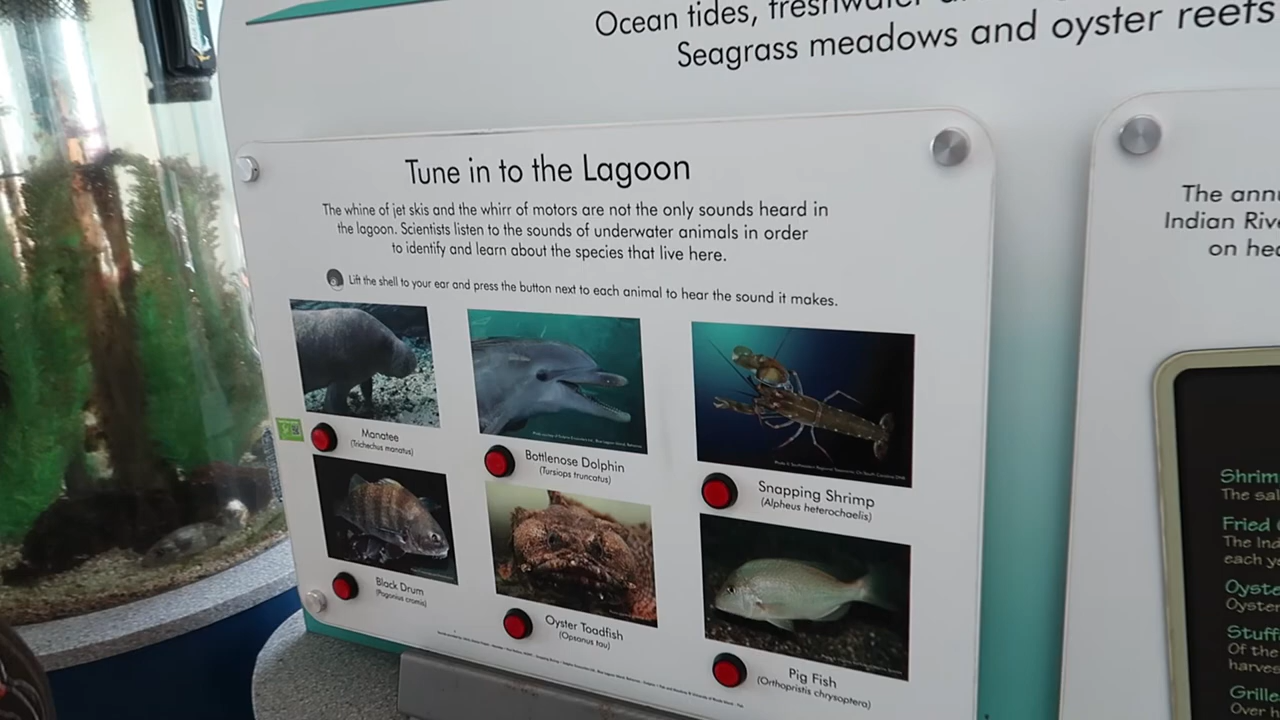 Ocean tides, freshwater
Seagrass meadows and oyster reefs
Tune in to the Lagoon
The whine of jet skis and the whirr of motors are not the only sounds heard in
the lagoon. Scientists listen to the sounds of underwater animals in order
to identify and learn about the species that live here.
Lift the shell to your ear and press the button next to each animal to hear the sound it makes.
Manatee
(Trichechus manatus)
Bottlenose Dolphin
(Tursiops truncatus)
Snapping Shrimp
(Alpheus heterochaelis)
Black Drum
(Pogonius cromis)
Oyster Toadfish
(Opsanus tau)
Pig Fish
(Orthopristis chrysoptera)
The annu
Indian Rive
on hea
Shrim
The sal
Fried
The Ind
each ye
Oyste
Oyster
Stuff
Of the
harves
Grille
Over h